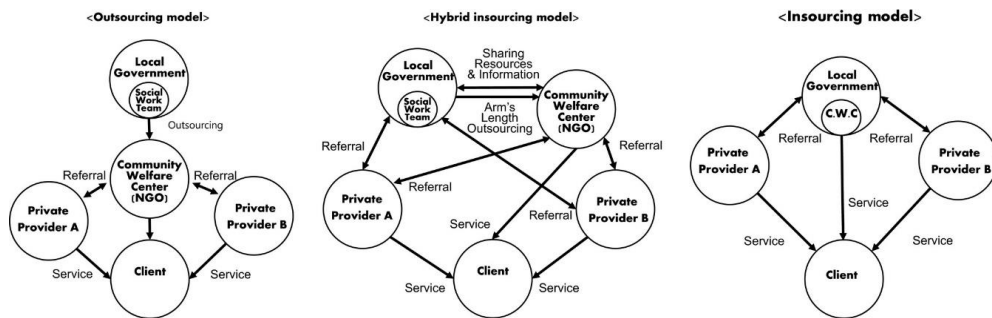 <Outsourcing model>
Local
Government
Social
Work
Team
Outsourcing
Community
Welfare
Center
(NGO)
Referral
Referral
Private
Provider A
Private
Provider B
Service
Service
Client
<Hybrid insourcing model>
Sharing
Resources
& Information
Local
Government
Social
Work
Team
Arm's
Length
Outsourcing
Community
Welfare
Center
(NGO)
Referral
Referral
Referral
Referral
Private
Provider A
Private
Provider B
Service
Service
Service
Client
<Insourcing model>
Local
Government
C.W.C
Referral
Referral
Private
Provider A
Private
Provider B
Service
Service
Service
Client